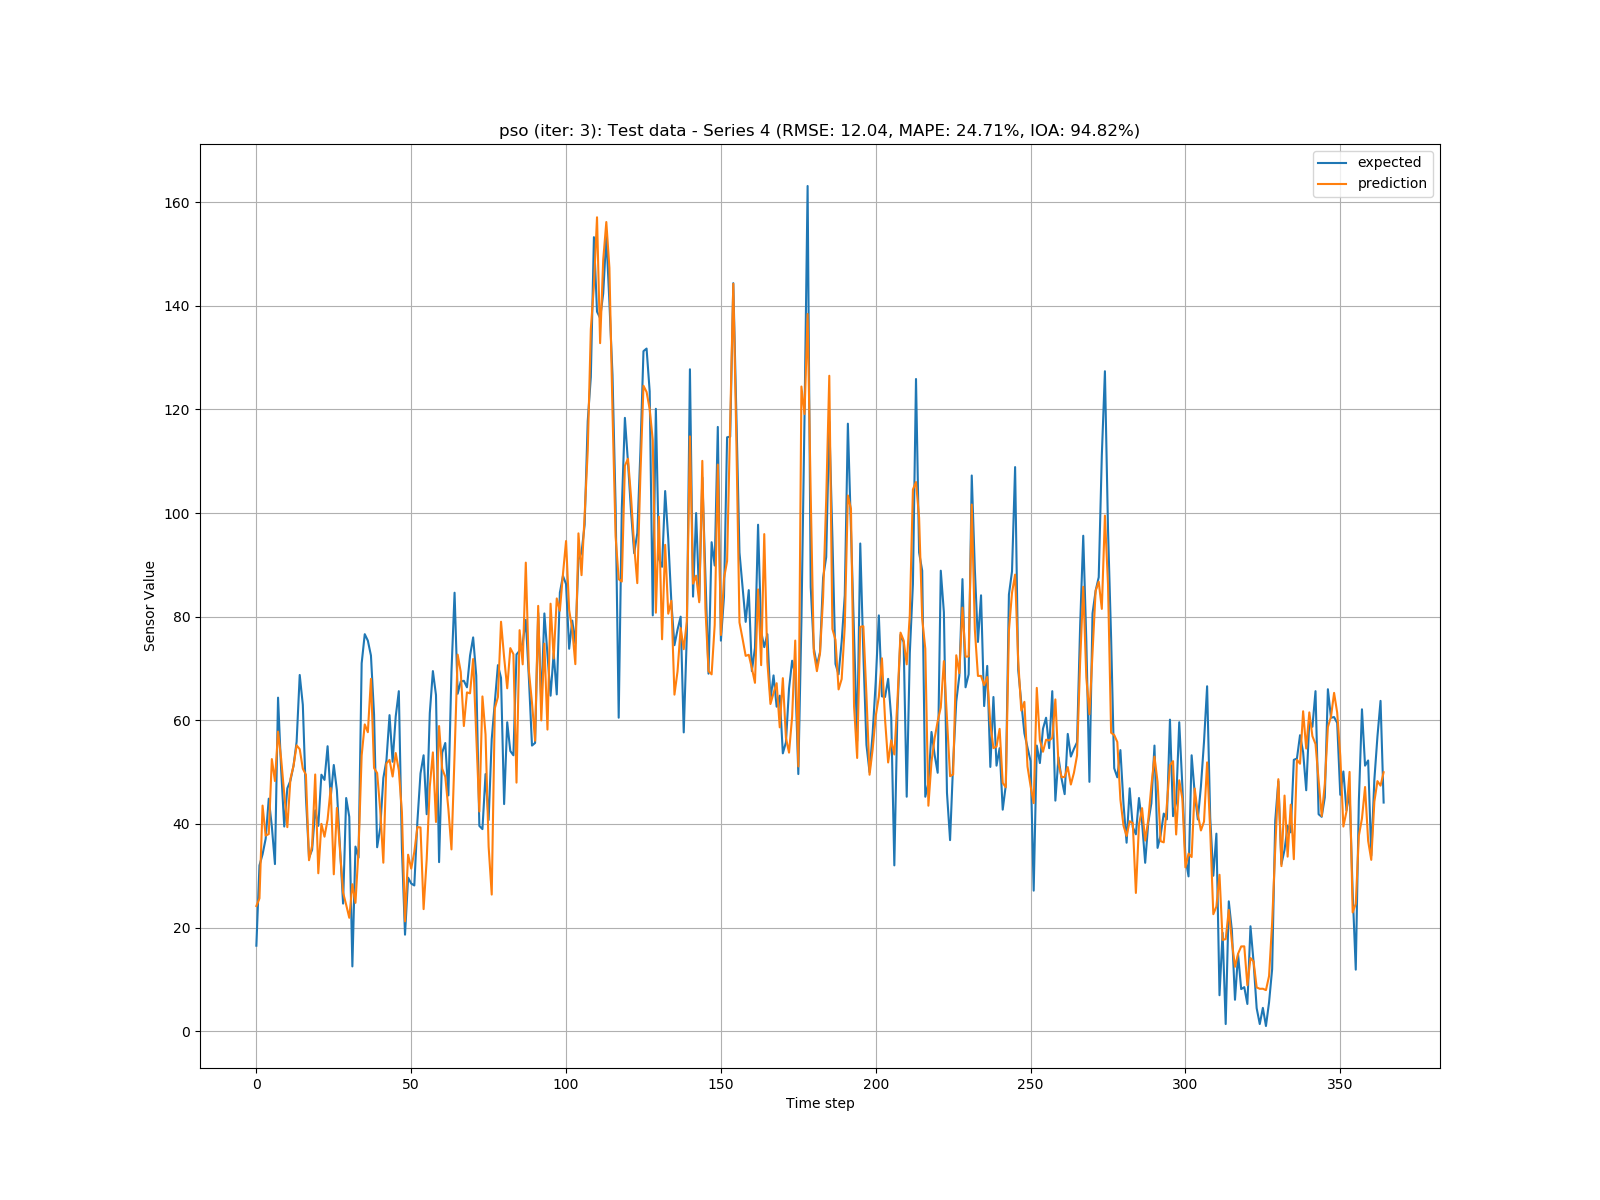 pso (iter: 3): Test data - Series 4 (RMSE: 12.04, MAPE: 24.71%, IOA: 94.82%)
expected
prediction
160
140
120
100
80
60
40
20
0
Sensor Value
0 50 100 150 200 250 300 350
Time step